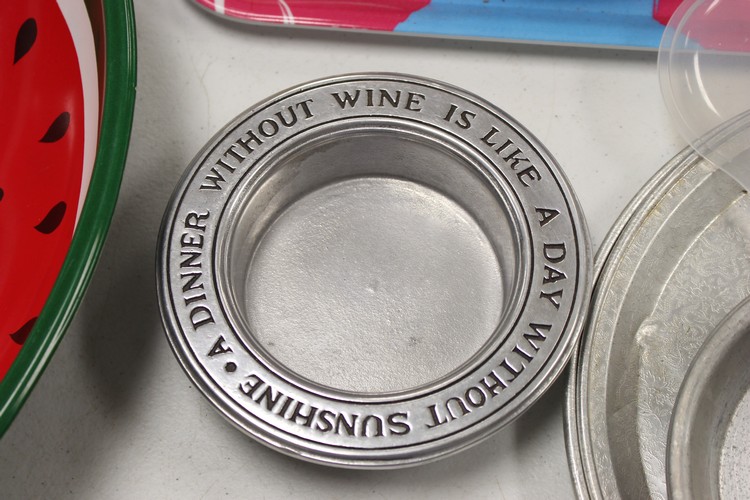 A DINNER WITHOUT WINE IS LIKE A DAY WITHOUT SUNSHINE •